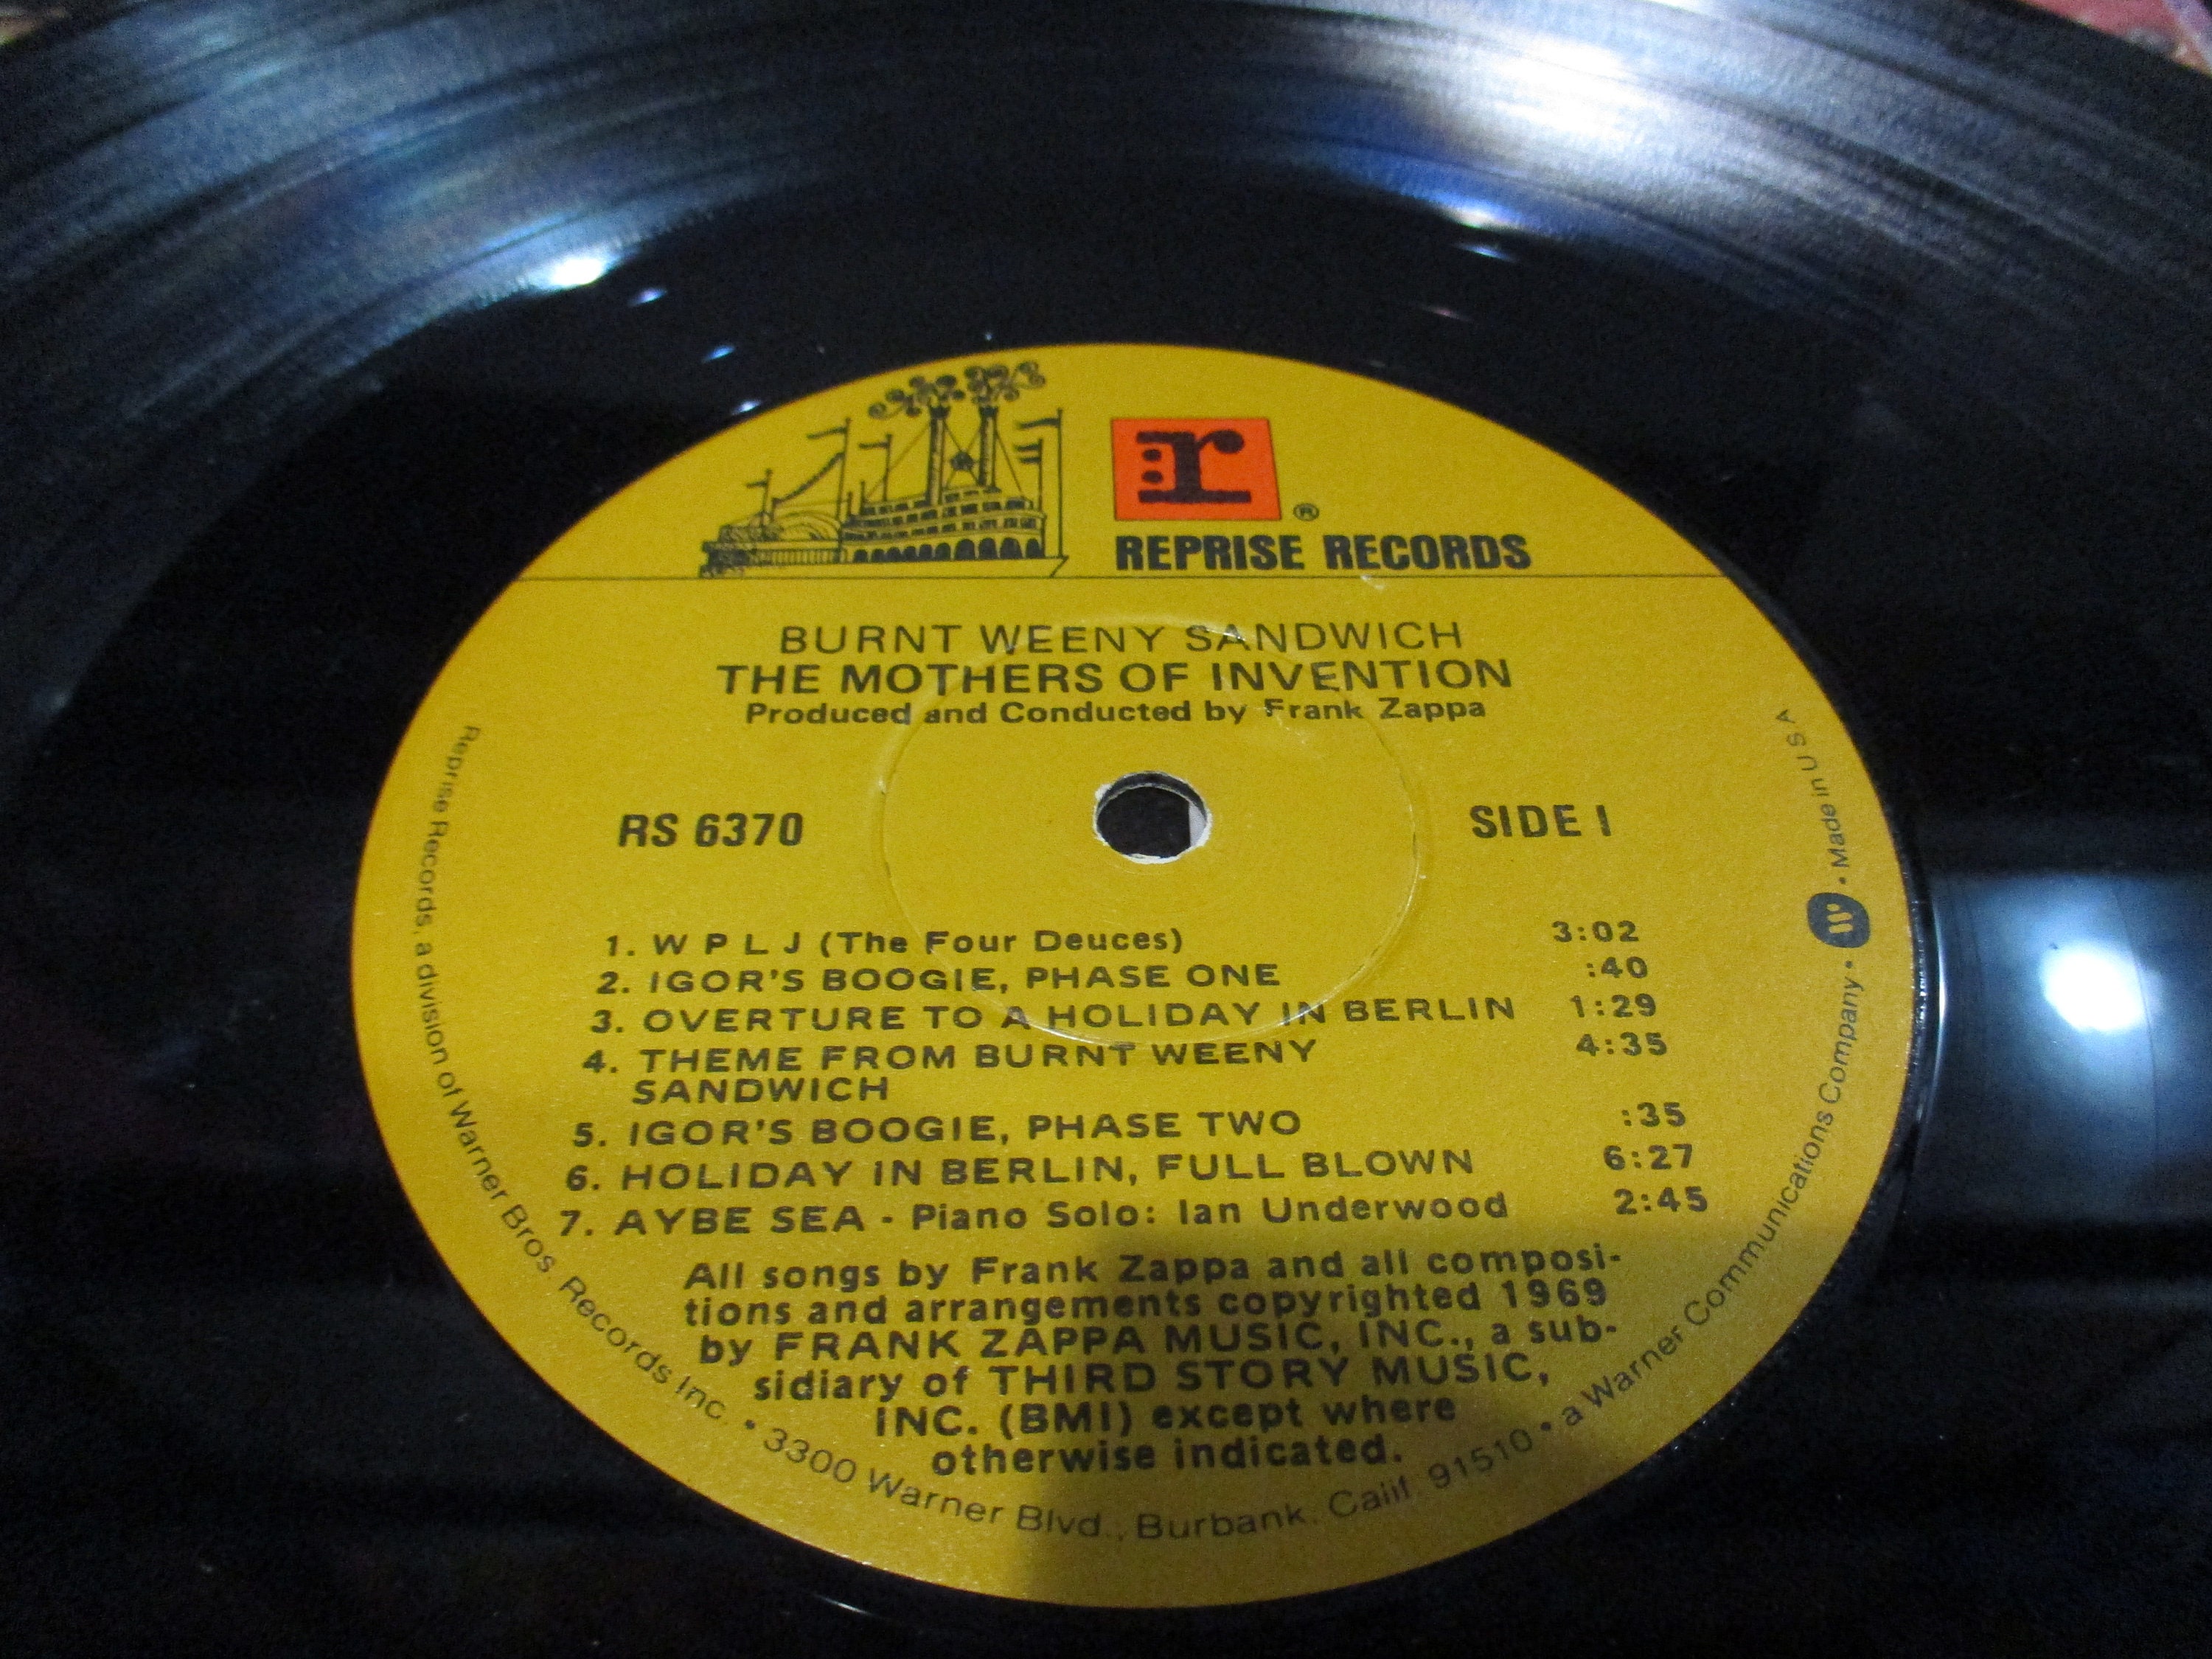 r
®
REPRISE RECORDS
BURNT WEENY SANDWICH
THE MOTHERS OF INVENTION
Produced and Conducted by Frank Zappa
RS 6370
SIDE 1
1. W P L J (The Four Deuces) 3:02
2. IGOR'S BOOGIE, PHASE ONE :40
3. OVERTURE TO A HOLIDAY IN BERLIN 1:29
4. THEME FROM BURNT WEENY 4:35
SANDWICH
5. IGOR'S BOOGIE, PHASE TWO :35
6. HOLIDAY IN BERLIN, FULL BLOWN 6:27
7. AYBE SEA - Piano Solo: Ian Underwood 2:45
All songs by Frank Zappa and all composi-
tions and arrangements copyrighted 1969
by FRANK ZAPPA MUSIC, INC., a sub-
sidiary of THIRD STORY MUSIC,
INC. (BMI) except where
otherwise indicated.
Reprise Records, a division of Warner Bros. Records Inc. • 3300 Warner Blvd., Burbank, Calif. 91510 • a Warner Communications Company • W • Made in U S A